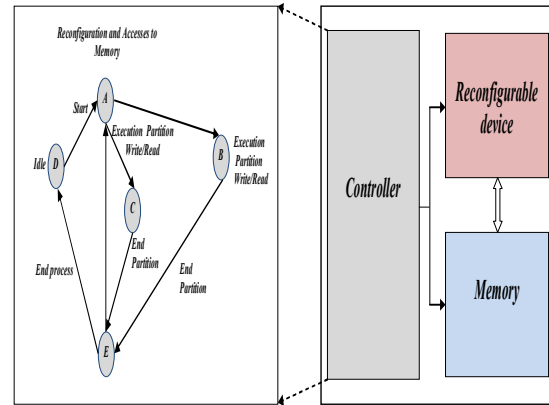 Reconfiguration and Accesses to
Memory
A
Start
Execution Partition
Write/Read
B
Execution
Partition
Write/Read
Idle
D
C
End
Partition
End
Partition
End process
E
Controller
Reconfigurable
device
Memory